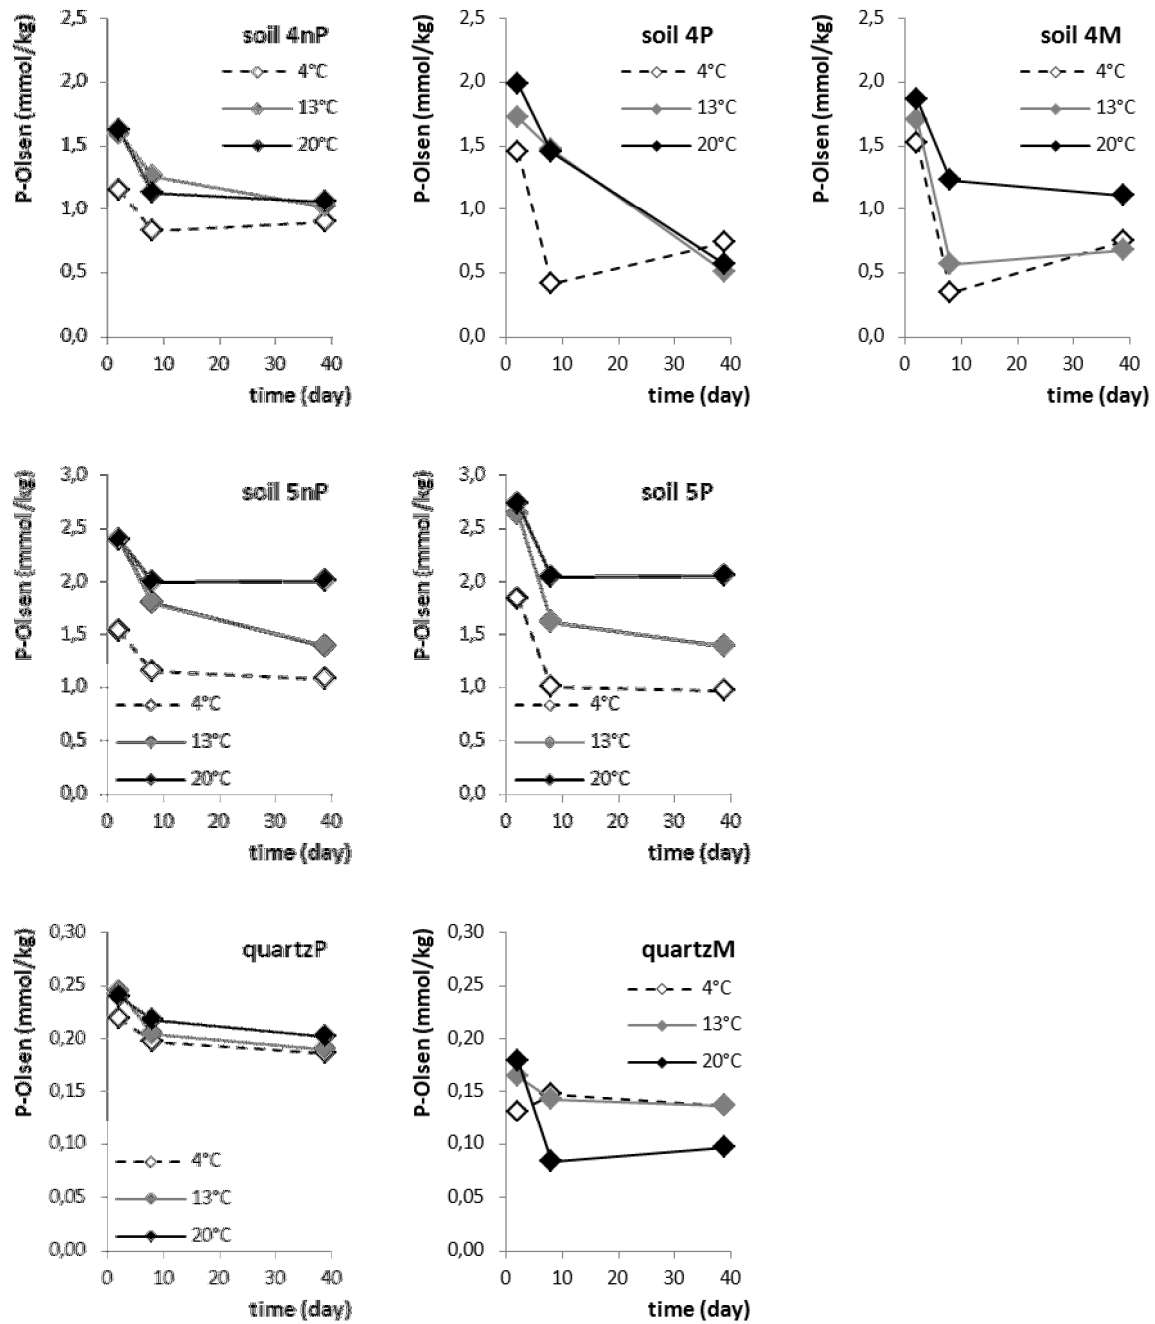 soil 4nP
P-Olsen (mmol/kg)
2,5
2,0
1,5
1,0
0,5
0,0
4°C
13°C
20°C
0 10 20 30 40
time (day)
soil 4P
P-Olsen (mmol/kg)
2,5
2,0
1,5
1,0
0,5
0,0
4°C
13°C
20°C
0 10 20 30 40
time (day)
soil 4M
P-Olsen (mmol/kg)
2,5
2,0
1,5
1,0
0,5
0,0
4°C
13°C
20°C
0 10 20 30 40
time (day)
soil 5nP
P-Olsen (mmol/kg)
3,0
2,5
2,0
1,5
1,0
0,5
0,0
4°C
13°C
20°C
0 10 20 30 40
time (day)
soil 5P
P-Olsen (mmol/kg)
3,0
2,5
2,0
1,5
1,0
0,5
0,0
4°C
13°C
20°C
0 10 20 30 40
time (day)
quartzP
P-Olsen (mmol/kg)
0,30
0,25
0,20
0,15
0,10
0,05
0,00
4°C
13°C
20°C
0 10 20 30 40
time (day)
quartzM
P-Olsen (mmol/kg)
0,30
0,25
0,20
0,15
0,10
0,05
0,00
4°C
13°C
20°C
0 10 20 30 40
time (day)